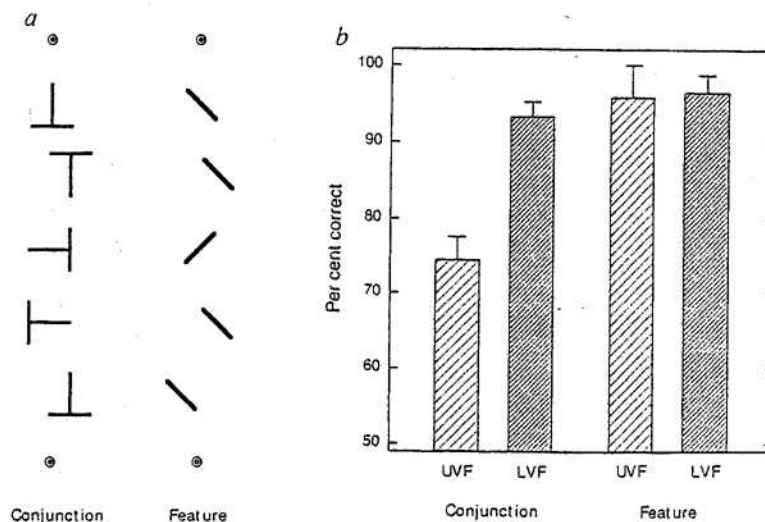 a
Conjunction Feature
b
Per cent correct
100
90
80
70
60
50
UVF LVF UVF LVF
Conjunction Feature